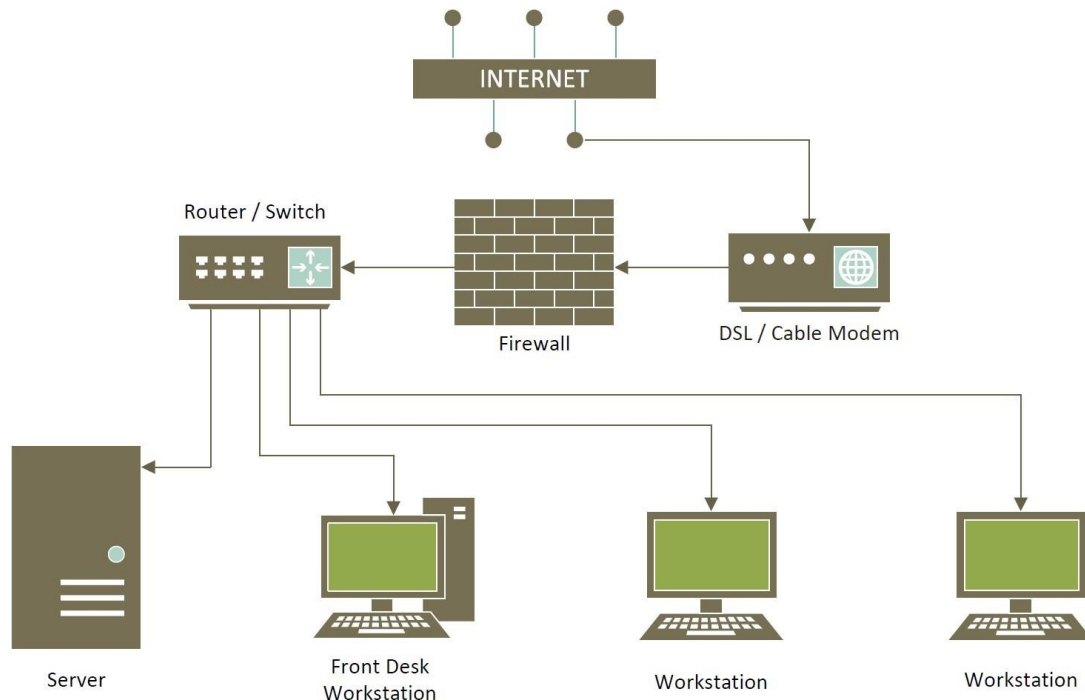 INTERNET
Router / Switch
Firewall
DSL / Cable Modem
Server
Front Desk
Workstation
Workstation
Workstation